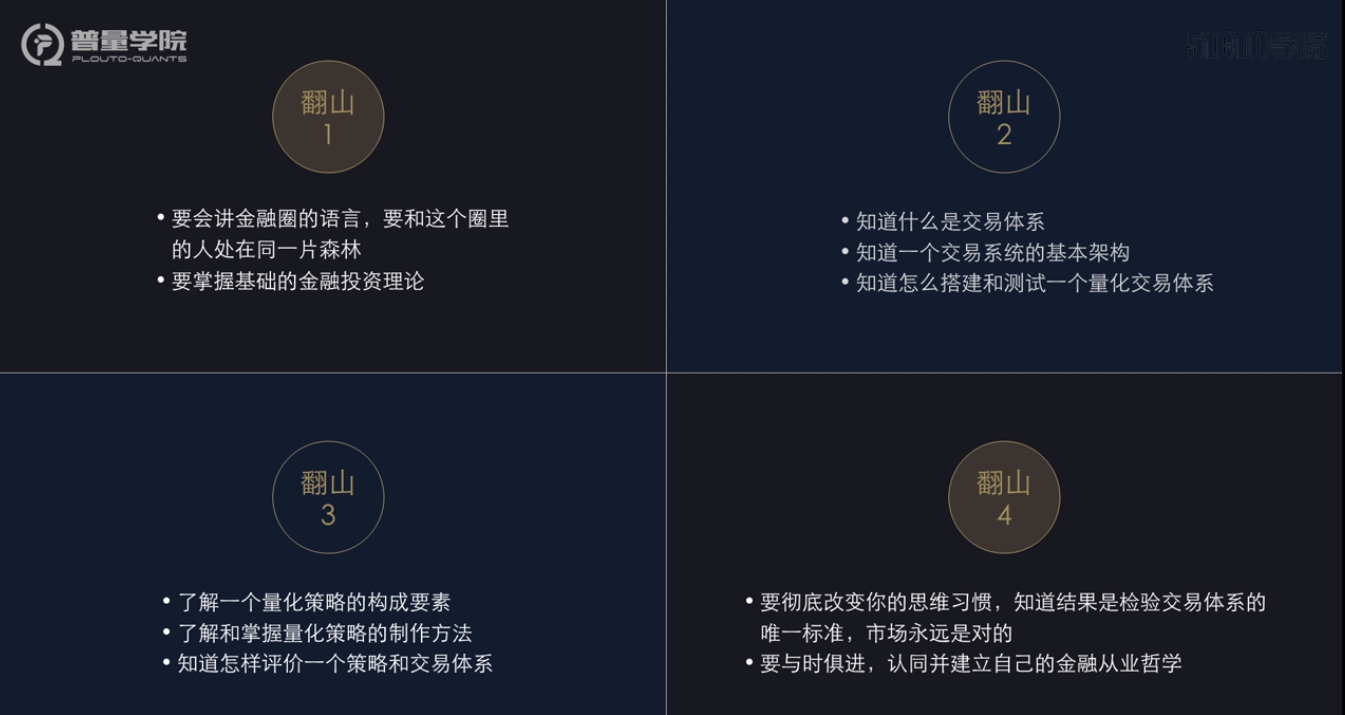 普量学院
PLOUTO-QUANTS
翻山
1
• 要会讲金融圈的语言，要和这个圈里
的人处在同一片森林
• 要掌握基础的金融投资理论
51CTO学院
翻山
2
• 知道什么是交易体系
• 知道一个交易系统的基本架构
• 知道怎么搭建和测试一个量化交易体系
翻山
3
• 了解一个量化策略的构成要素
• 了解和掌握量化策略的制作方法
• 知道怎样评价一个策略和交易体系
翻山
4
• 要彻底改变你的思维习惯，知道结果是检验交易体系的
唯一标准，市场永远是对的
• 要与时俱进，认同并建立自己的金融从业哲学